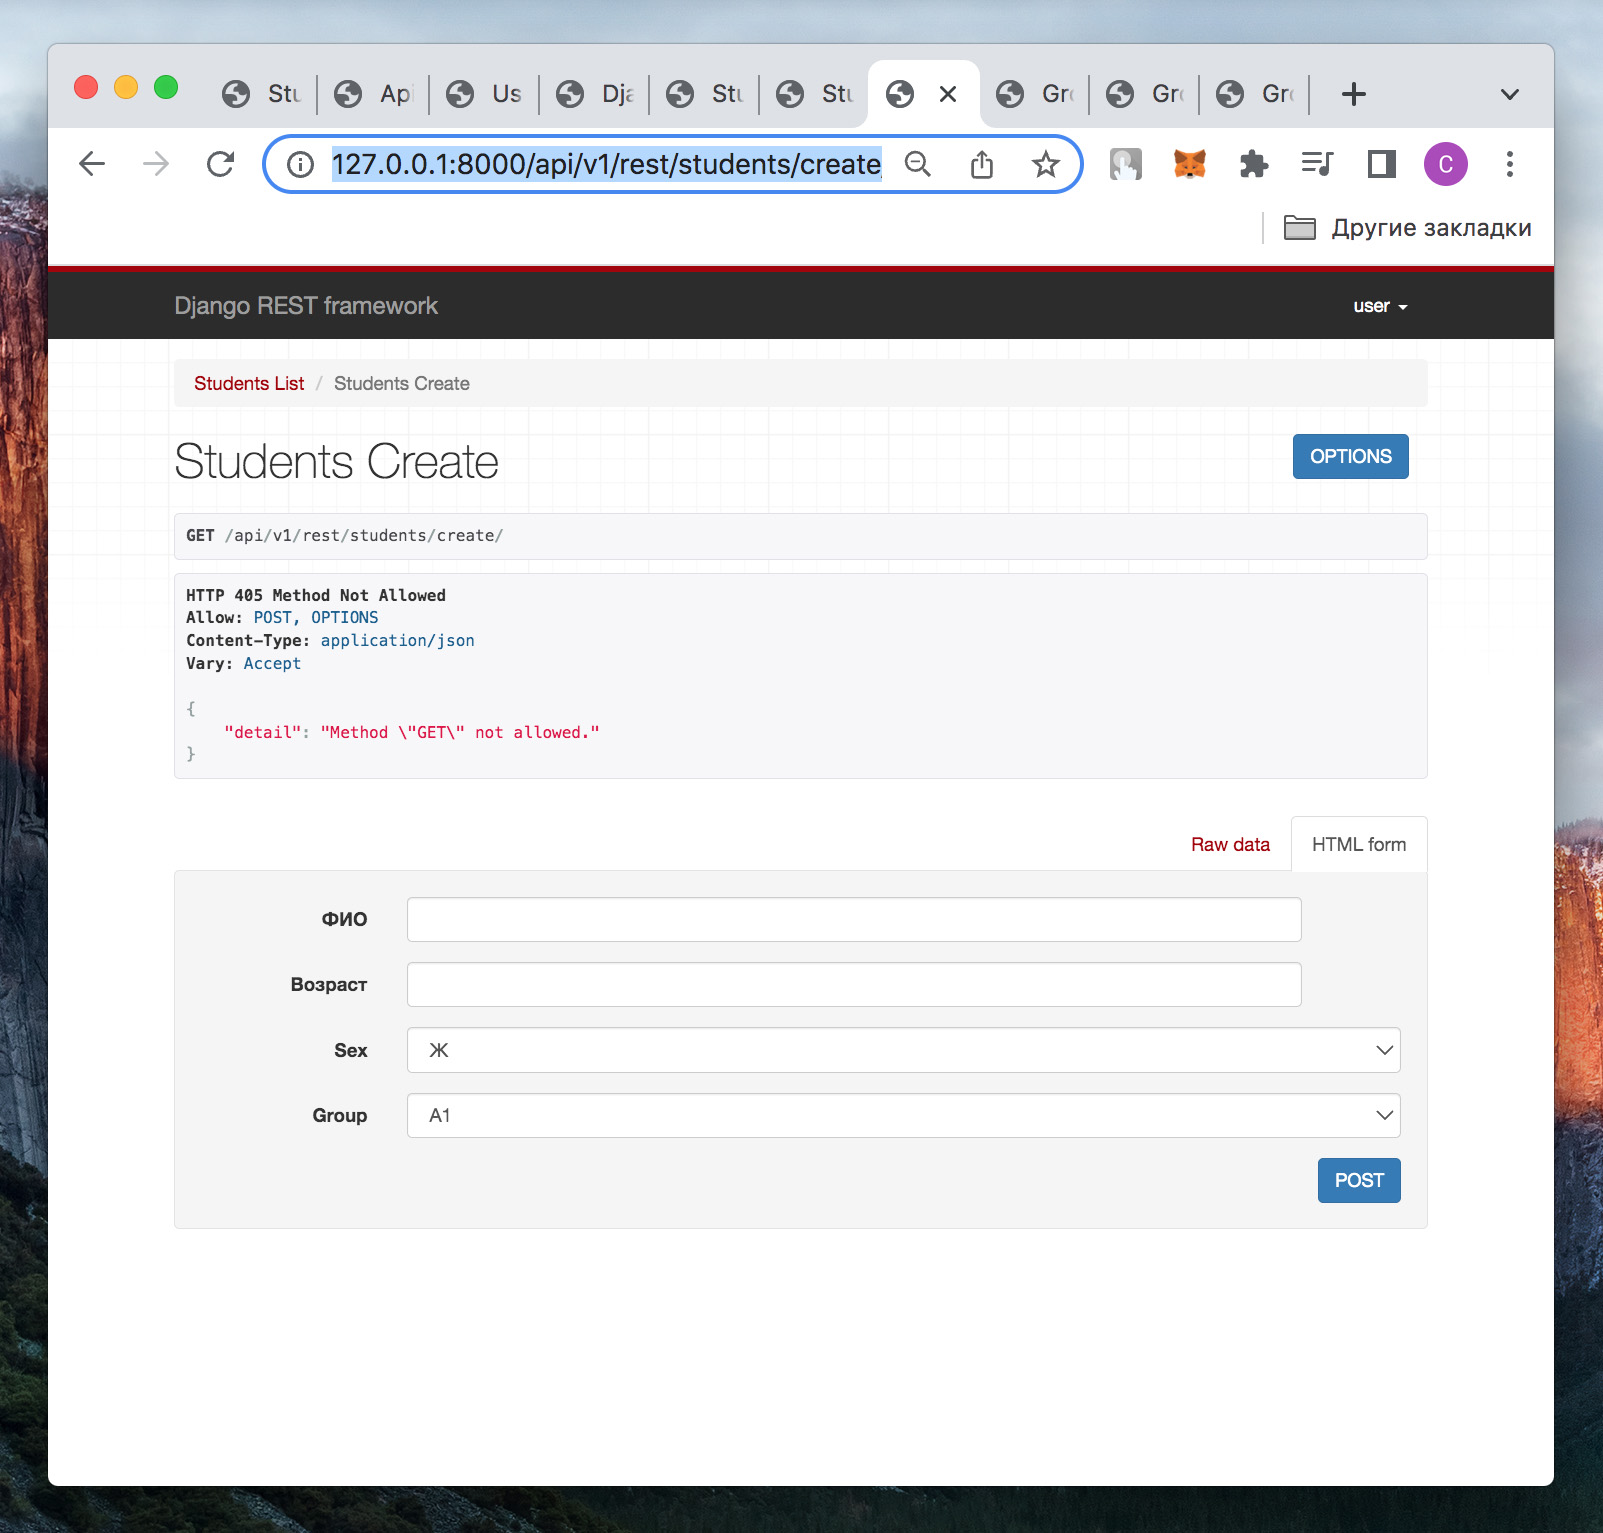 Stu Api Us Dja Stu Stu Gro Gro Gro
127.0.0.1:8000/api/v1/rest/students/create/
C
Другие закладки
Django REST framework
user
Students List / Students Create
Students Create
OPTIONS
GET /api/v1/rest/students/create/
HTTP 405 Method Not Allowed
Allow: POST, OPTIONS
Content-Type: application/json
Vary: Accept
{
"detail": "Method \"GET\" not allowed."
}
Raw data
HTML form
ФИО
Возраст
Sex Ж
Group A1
POST